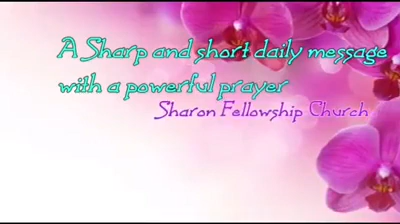 A Sharp and short daily message
with a powerful prayer
Sharon Fellowship Church